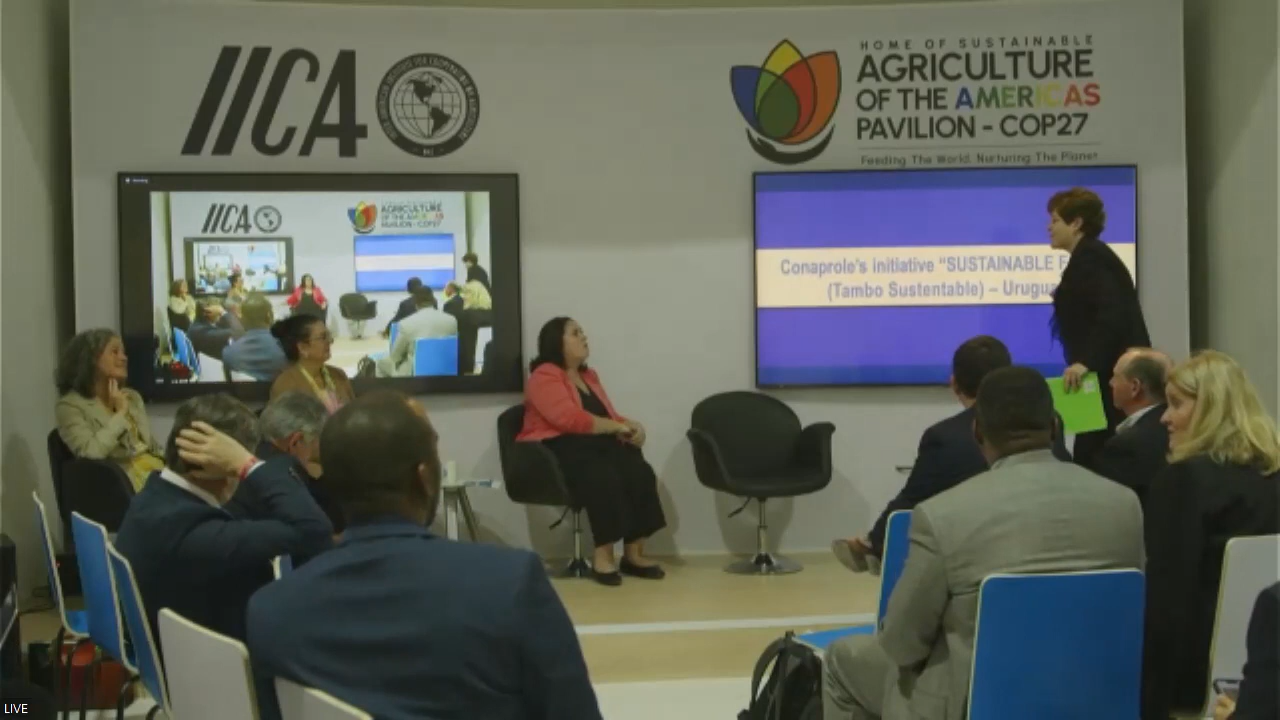 IICA
HOME OF SUSTAINABLE
AGRICULTURE
OF THE AMERICAS
PAVILION - COP27
Feeding The World. Nurturing The Planet
IICA
AGRICULTURE
OF THE AMERICAS
PAVILION - COP27
Conaprole's initiative "SUSTAINABLE F
(Tambo Sustentable) – Urugua
LIVE